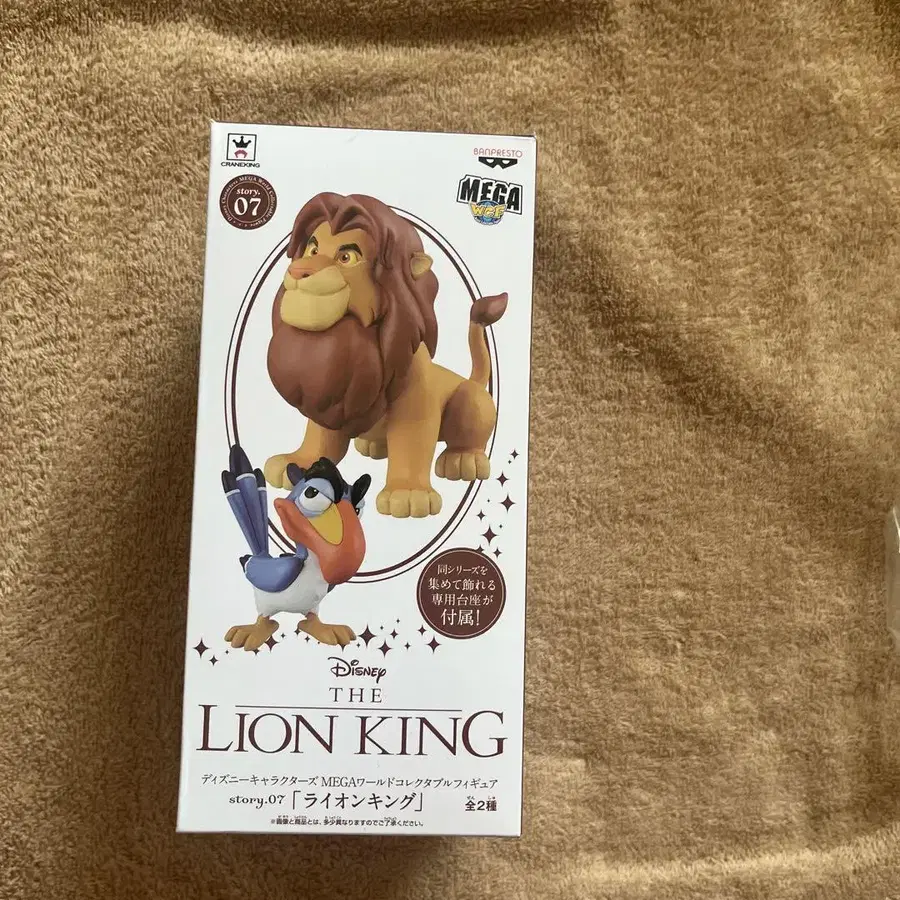 CRANEKING
BANPRESTO
story.
07
MEGA
WCF
同シリーズを
集めて飾れる
専用台座が
付属!
Disney
THE
LION KING
ディズニーキャラクターズ MEGAワールドコレクタブルフィギュア
story.07「ライオンキング」
全2種
※画像と商品とは、多少異なりますのでご了承ください。